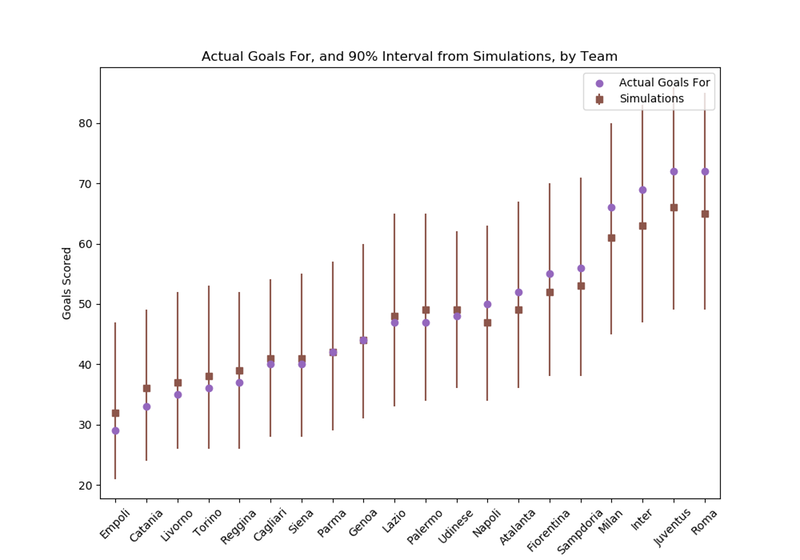 Actual Goals For, and 90% Interval from Simulations, by Team
Actual Goals For
Simulations
Goals Scored
80
70
60
50
40
30
20
Empoli
Catania
Livorno
Torino
Reggina
Cagliari
Siena
Parma
Genoa
Lazio
Palermo
Udinese
Napoli
Atalanta
Fiorentina
Sampdoria
Milan
Inter
Juventus
Roma